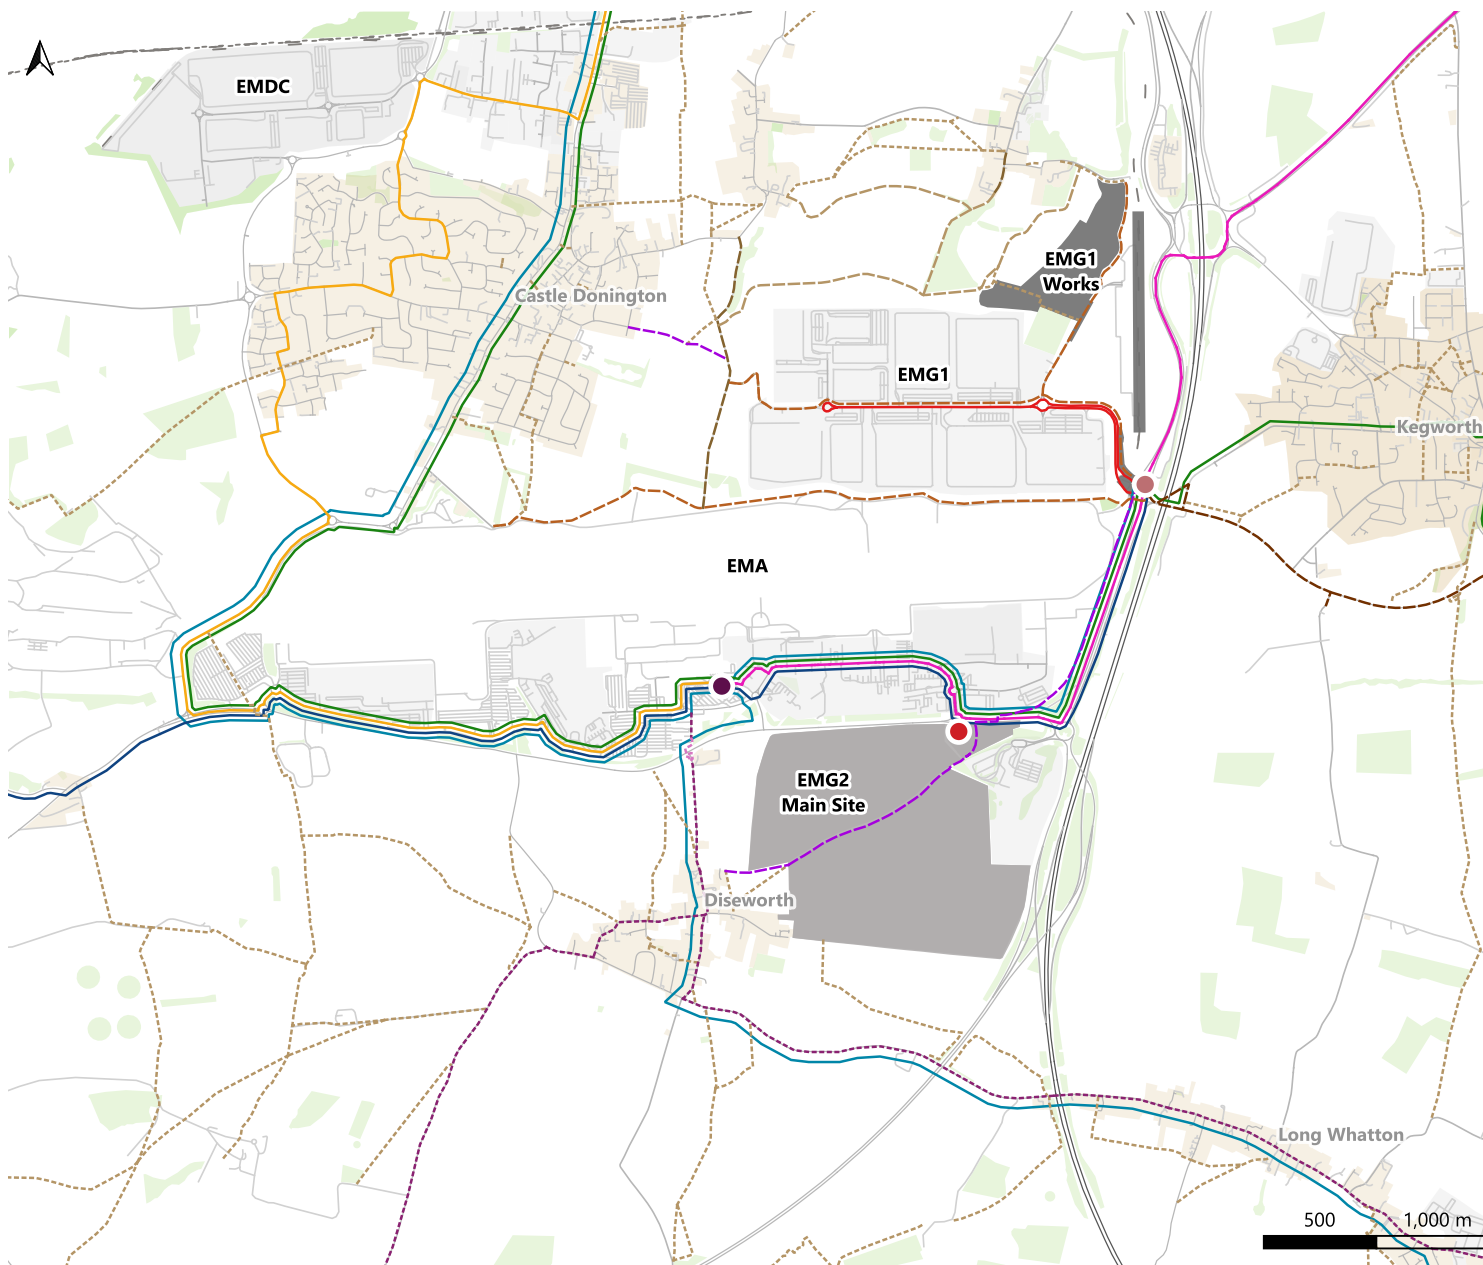 EMDC
EMG1
Works
Castle Donington
EMG1
Kegworth
EMA
EMG2
Main Site
Diseworth
Long Whatton
500
1,000 m